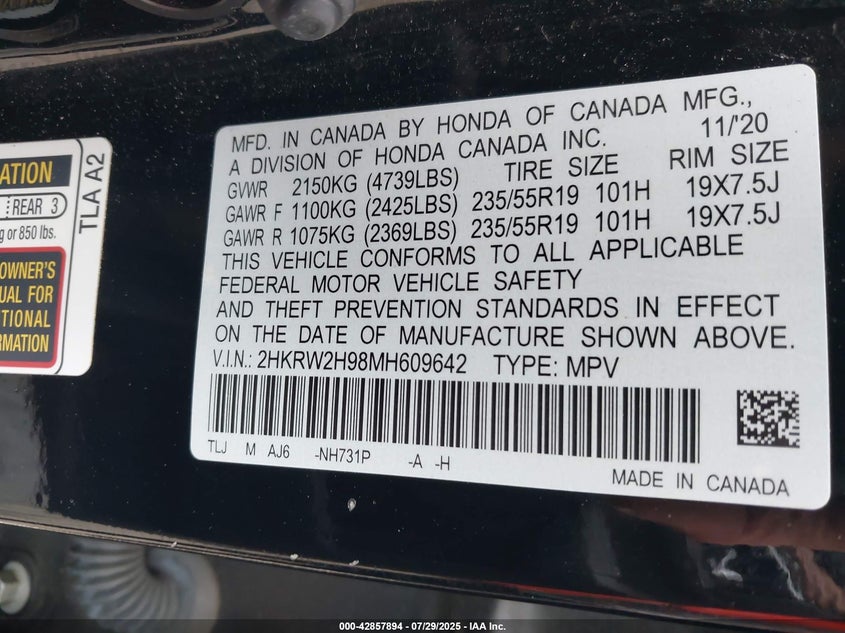 ATION
REAR 3
g or 850 lbs.
OWNER'S
UAL FOR
TIONAL
RMATION
TLA A2
MFD. IN CANADA BY HONDA OF CANADA MFG.,
A DIVISION OF HONDA CANADA INC. 11/'20
GVWR 2150KG (4739LBS) TIRE SIZE RIM SIZE
GAWR F 1100KG (2425LBS) 235/55R19 101H 19X7.5J
GAWR R 1075KG (2369LBS) 235/55R19 101H 19X7.5J
THIS VEHICLE CONFORMS TO ALL APPLICABLE
FEDERAL MOTOR VEHICLE SAFETY
AND THEFT PREVENTION STANDARDS IN EFFECT
ON THE DATE OF MANUFACTURE SHOWN ABOVE.
V.I.N.: 2HKRW2H98MH609642 TYPE: MPV
TLJ M AJ6 -NH731P -A -H
MADE IN CANADA
000-42857894 - 07/29/2025 - IAA Inc.